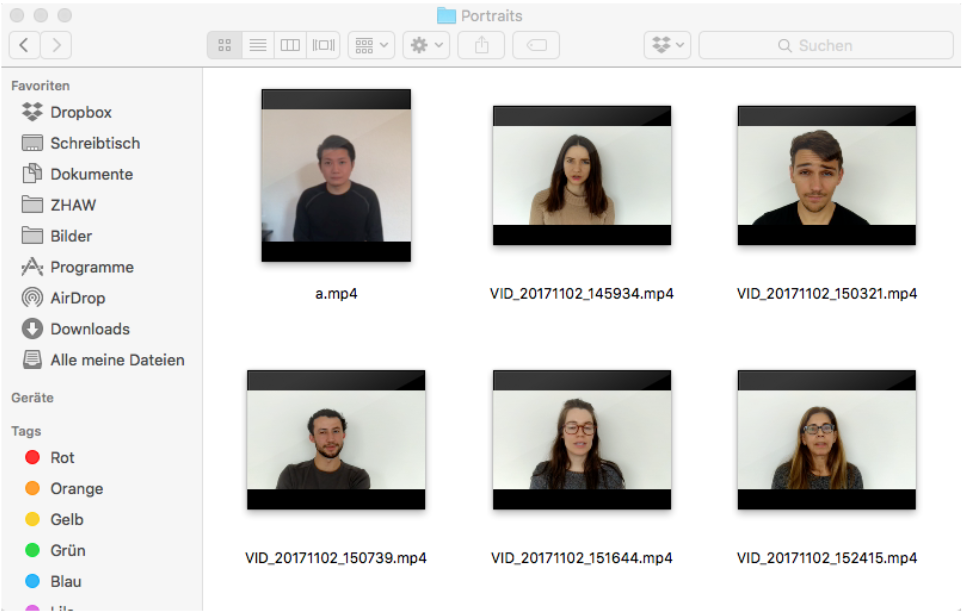 Portraits
Suchen
Favoriten
Dropbox
Schreibtisch
Dokumente
ZHAW
Bilder
Programme
AirDrop
Downloads
Alle meine Dateien
Geräte
Tags
Rot
Orange
Gelb
Grün
Blau
Lila
a.mp4
VID_20171102_145934.mp4
VID_20171102_150321.mp4
VID_20171102_150739.mp4
VID_20171102_151644.mp4
VID_20171102_152415.mp4